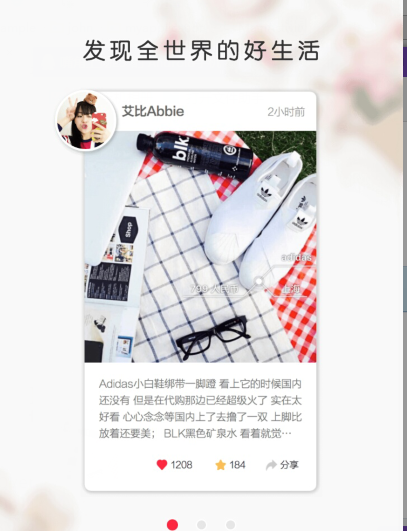 发现全世界的好生活
艾比Abbie
2小时前
blk
adidas
Shop
adidas
Adidas小白鞋绑带一脚蹬 看上它的时候国内
还没有 但是在代购那边已经超级火了 实在太
好看 心心念念等国内上了去撸了一双 上脚比
放着还要美； BLK黑色矿泉水 看着就觉…
1208
184
分享